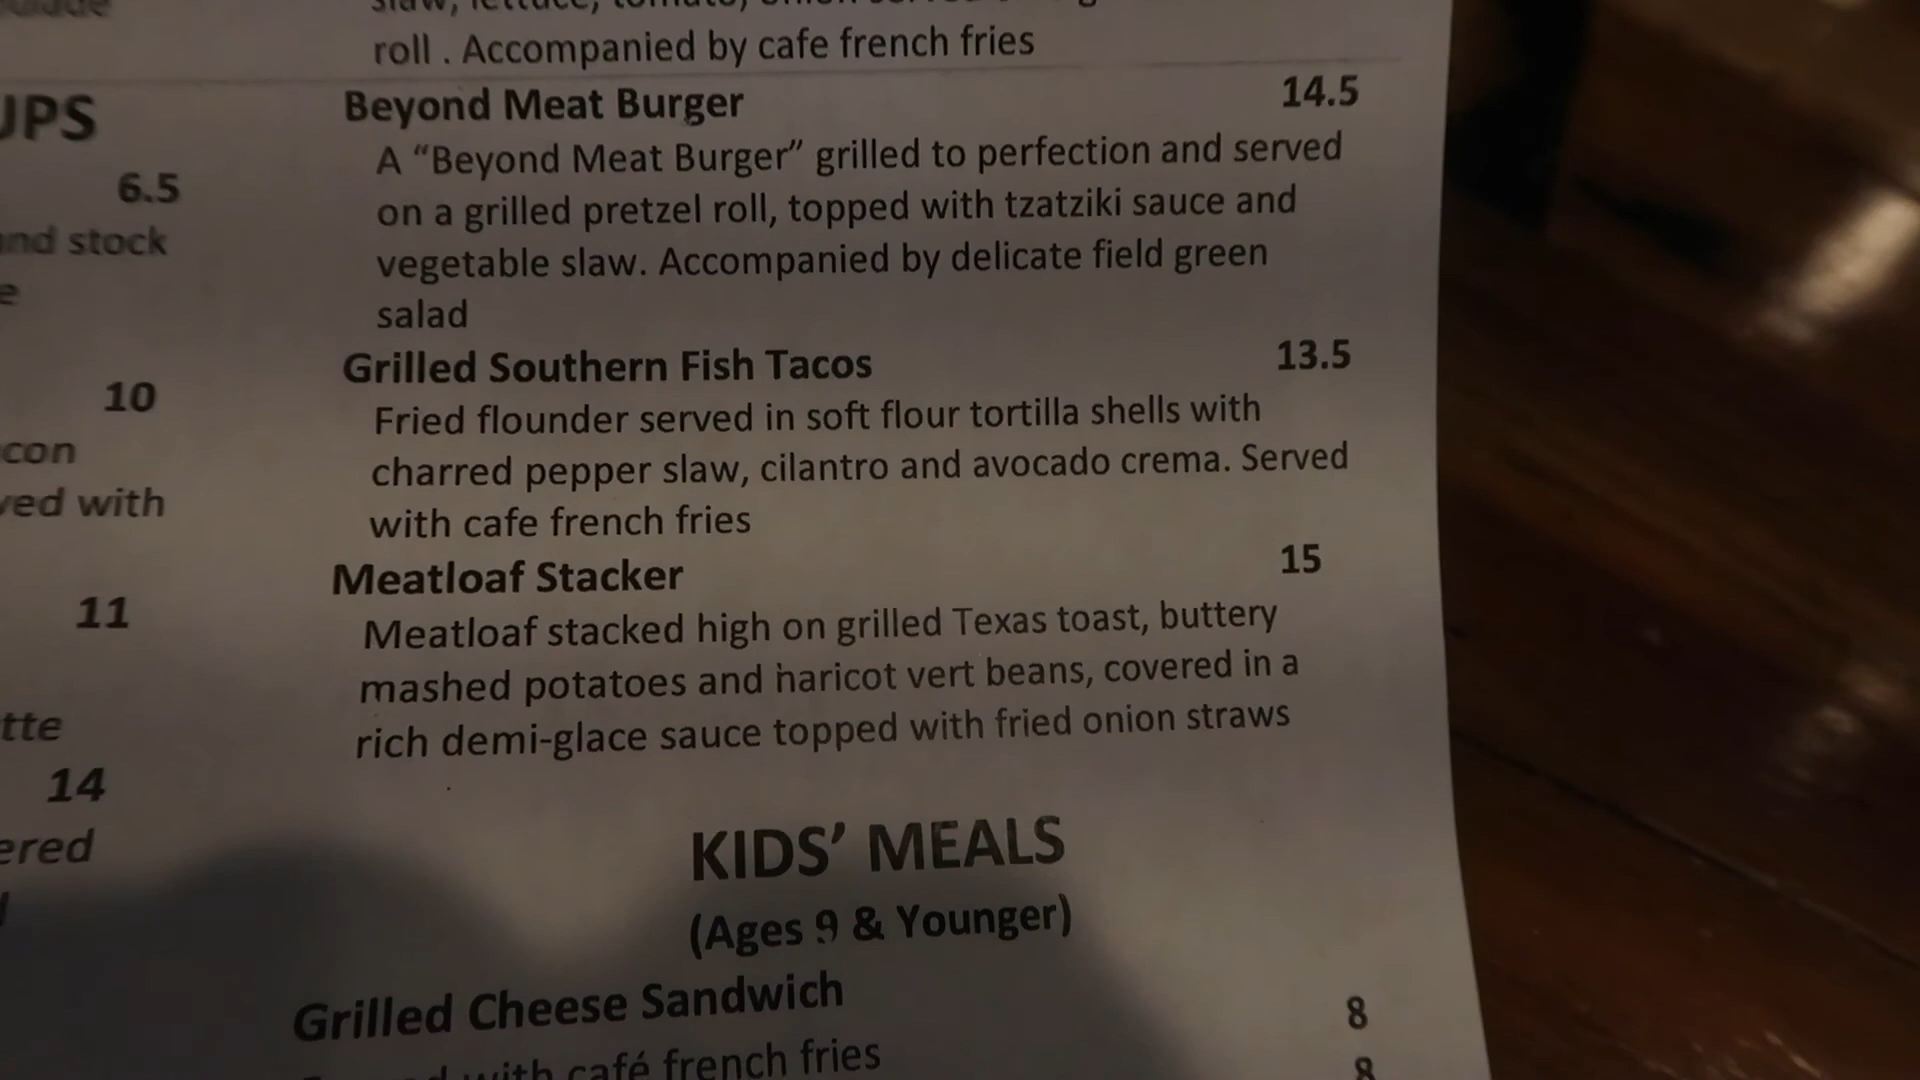 roll . Accompanied by cafe french fries
Beyond Meat Burger 14.5
A “Beyond Meat Burger” grilled to perfection and served
on a grilled pretzel roll, topped with tzatziki sauce and
vegetable slaw. Accompanied by delicate field green
salad
Grilled Southern Fish Tacos 13.5
Fried flounder served in soft flour tortilla shells with
charred pepper slaw, cilantro and avocado crema. Served
with cafe french fries
Meatloaf Stacker 15
Meatloaf stacked high on grilled Texas toast, buttery
mashed potatoes and haricot vert beans, covered in a
rich demi-glace sauce topped with fried onion straws
KIDS’ MEALS
(Ages 9 & Younger)
Grilled Cheese Sandwich 8
with café french fries 8
UPS
6.5
and stock
10
ved with
11
14